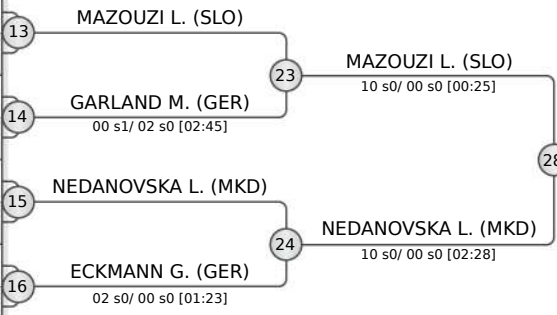 13
MAZOUZI L. (SLO)
23
MAZOUZI L. (SLO)
10 s0/ 00 s0 [00:25]
14
GARLAND M. (GER)
00 s1/ 02 s0 [02:45]
28
15
NEDANOVSKA L. (MKD)
24
NEDANOVSKA L. (MKD)
10 s0/ 00 s0 [02:28]
16
ECKMANN G. (GER)
02 s0/ 00 s0 [01:23]